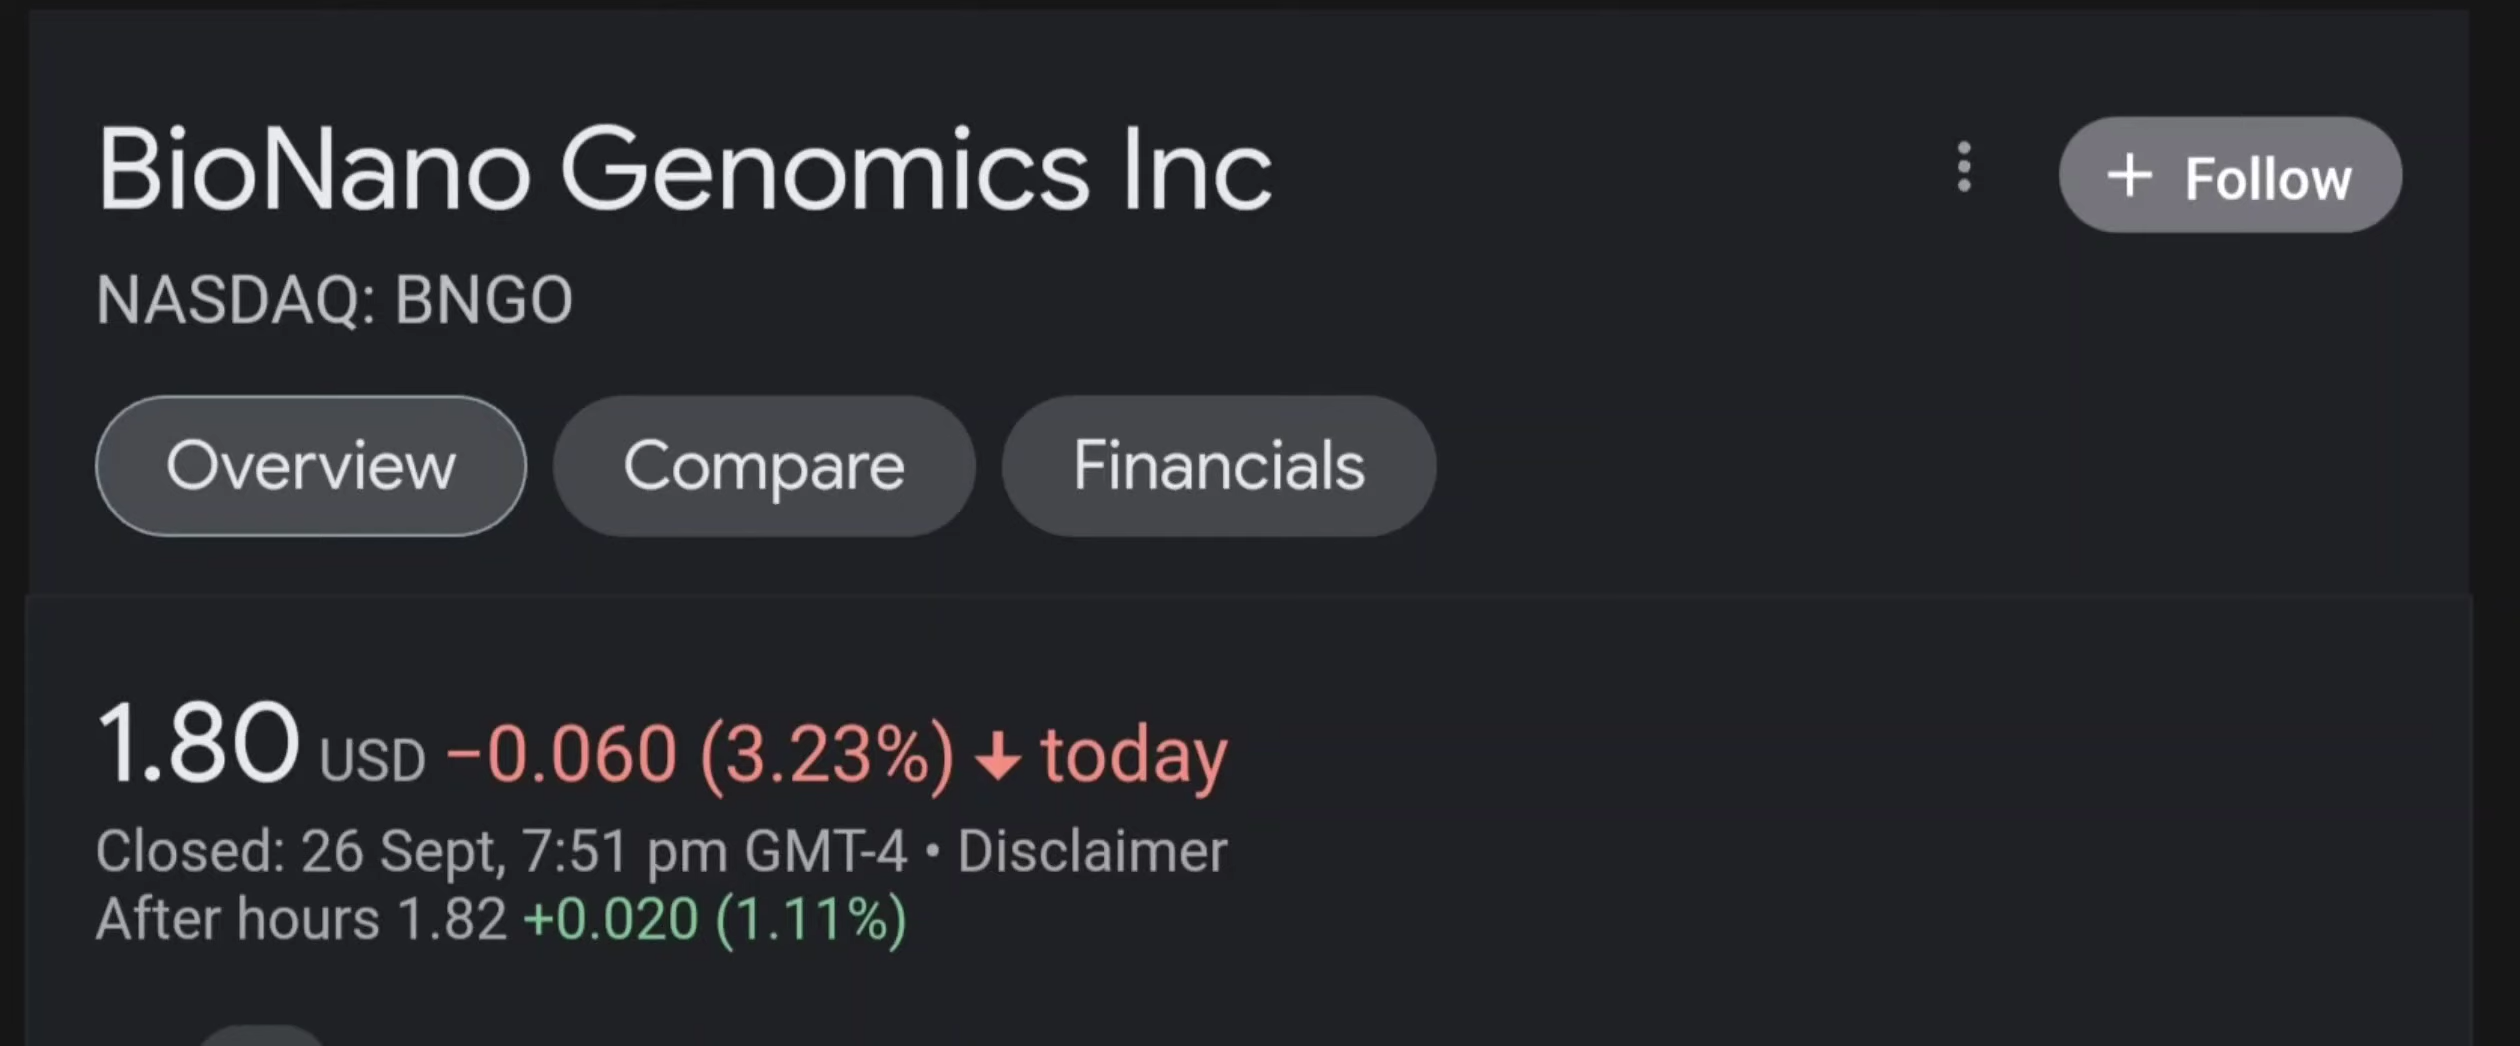 BioNano Genomics Inc
+ Follow
NASDAQ: BNGO
Overview
Compare
Financials
1.80 USD −0.060 (3.23%) ↓ today
Closed: 26 Sept, 7:51 pm GMT-4 • Disclaimer
After hours 1.82 +0.020 (1.11%)